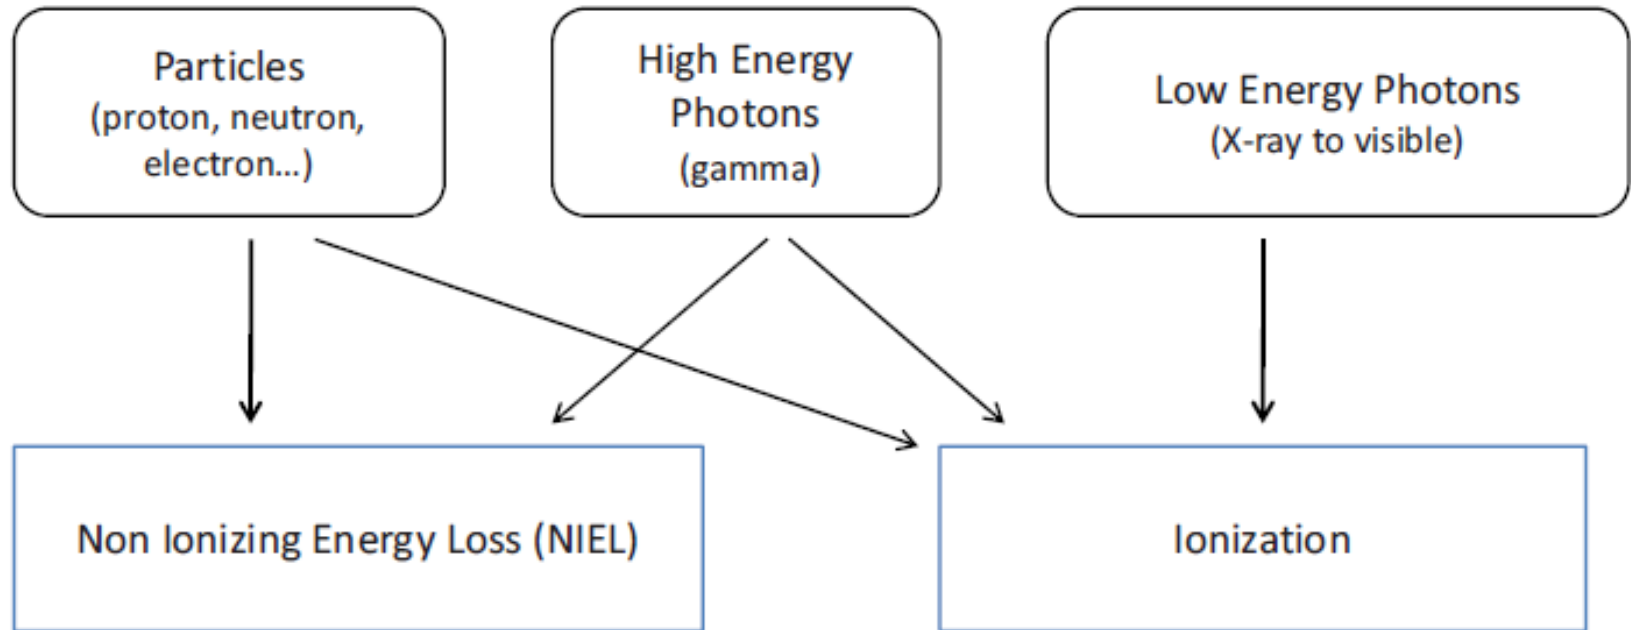 Particles
(proton, neutron,
electron...)
High Energy
Photons
(gamma)
Low Energy Photons
(X-ray to visible)
Non Ionizing Energy Loss (NIEL)
Ionization